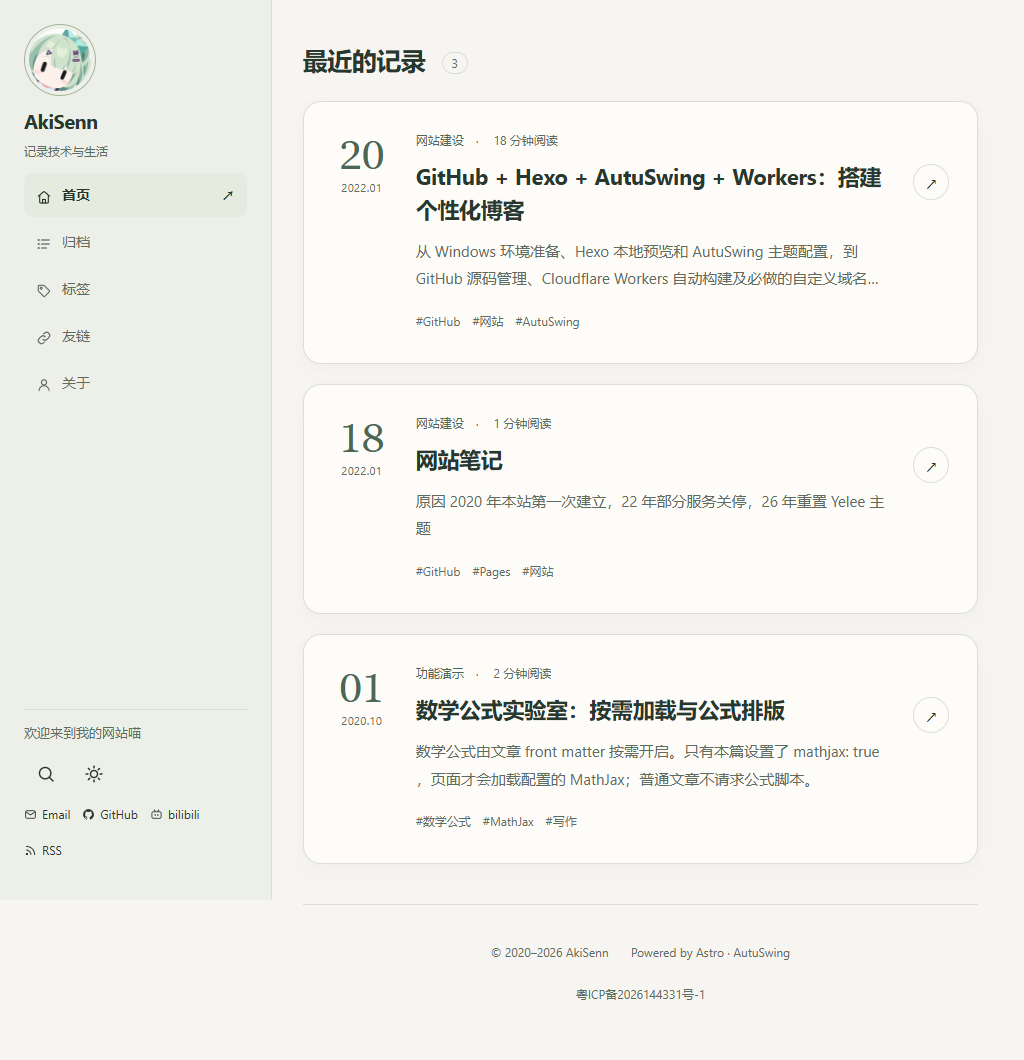 AkiSenn
记录技术与生活
首页
归档
标签
友链
关于
欢迎来到我的网站喵
Email GitHub bilibili
RSS
最近的记录 3
20
2022.01
网站建设 · 18 分钟阅读
GitHub + Hexo + AutuSwing + Workers：搭建
个性化博客
从 Windows 环境准备、Hexo 本地预览和 AutuSwing 主题配置，到
GitHub 源码管理、Cloudflare Workers 自动构建及必做的自定义域名...
#GitHub #网站 #AutuSwing
18
2022.01
网站建设 · 1 分钟阅读
网站笔记
原因 2020 年本站第一次建立，22 年部分服务关停，26 年重置 Yelee 主
题
#GitHub #Pages #网站
01
2020.10
功能演示 · 2 分钟阅读
数学公式实验室：按需加载与公式排版
数学公式由文章 front matter 按需开启。只有本篇设置了 mathjax: true
，页面才会加载配置的 MathJax；普通文章不请求公式脚本。
#数学公式 #MathJax #写作
© 2020–2026 AkiSenn Powered by Astro · AutuSwing
粤ICP备2026144331号-1